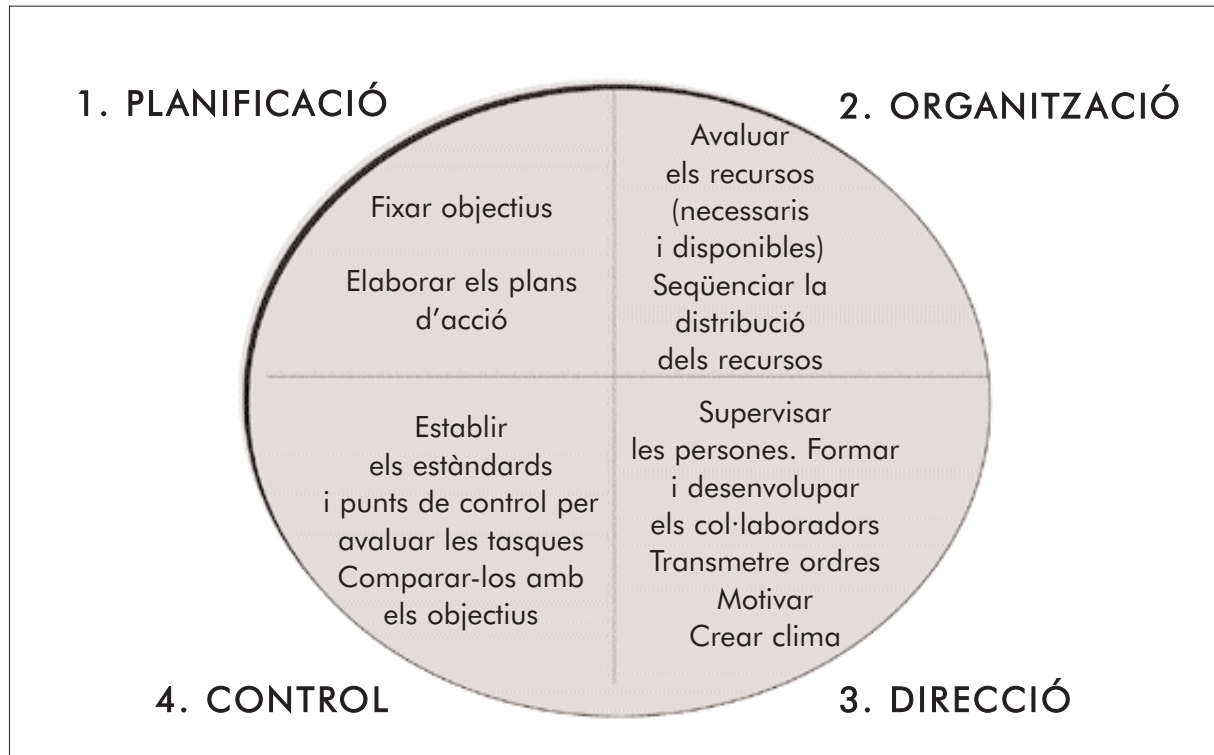 1. PLANIFICACIÓ
Fixar objectius
Elaborar els plans
d’acció
2. ORGANITZACIÓ
Avaluar
els recursos
(necessaris
i disponibles)
Seqüenciar la
distribució
dels recursos
Supervisar
les persones. Formar
i desenvolupar
els col·laboradors
Transmetre ordres
Motivar
Crear clima
3. DIRECCIÓ
Establir
els estàndards
i punts de control per
avaluar les tasques
Comparar-los amb
els objectius
4. CONTROL